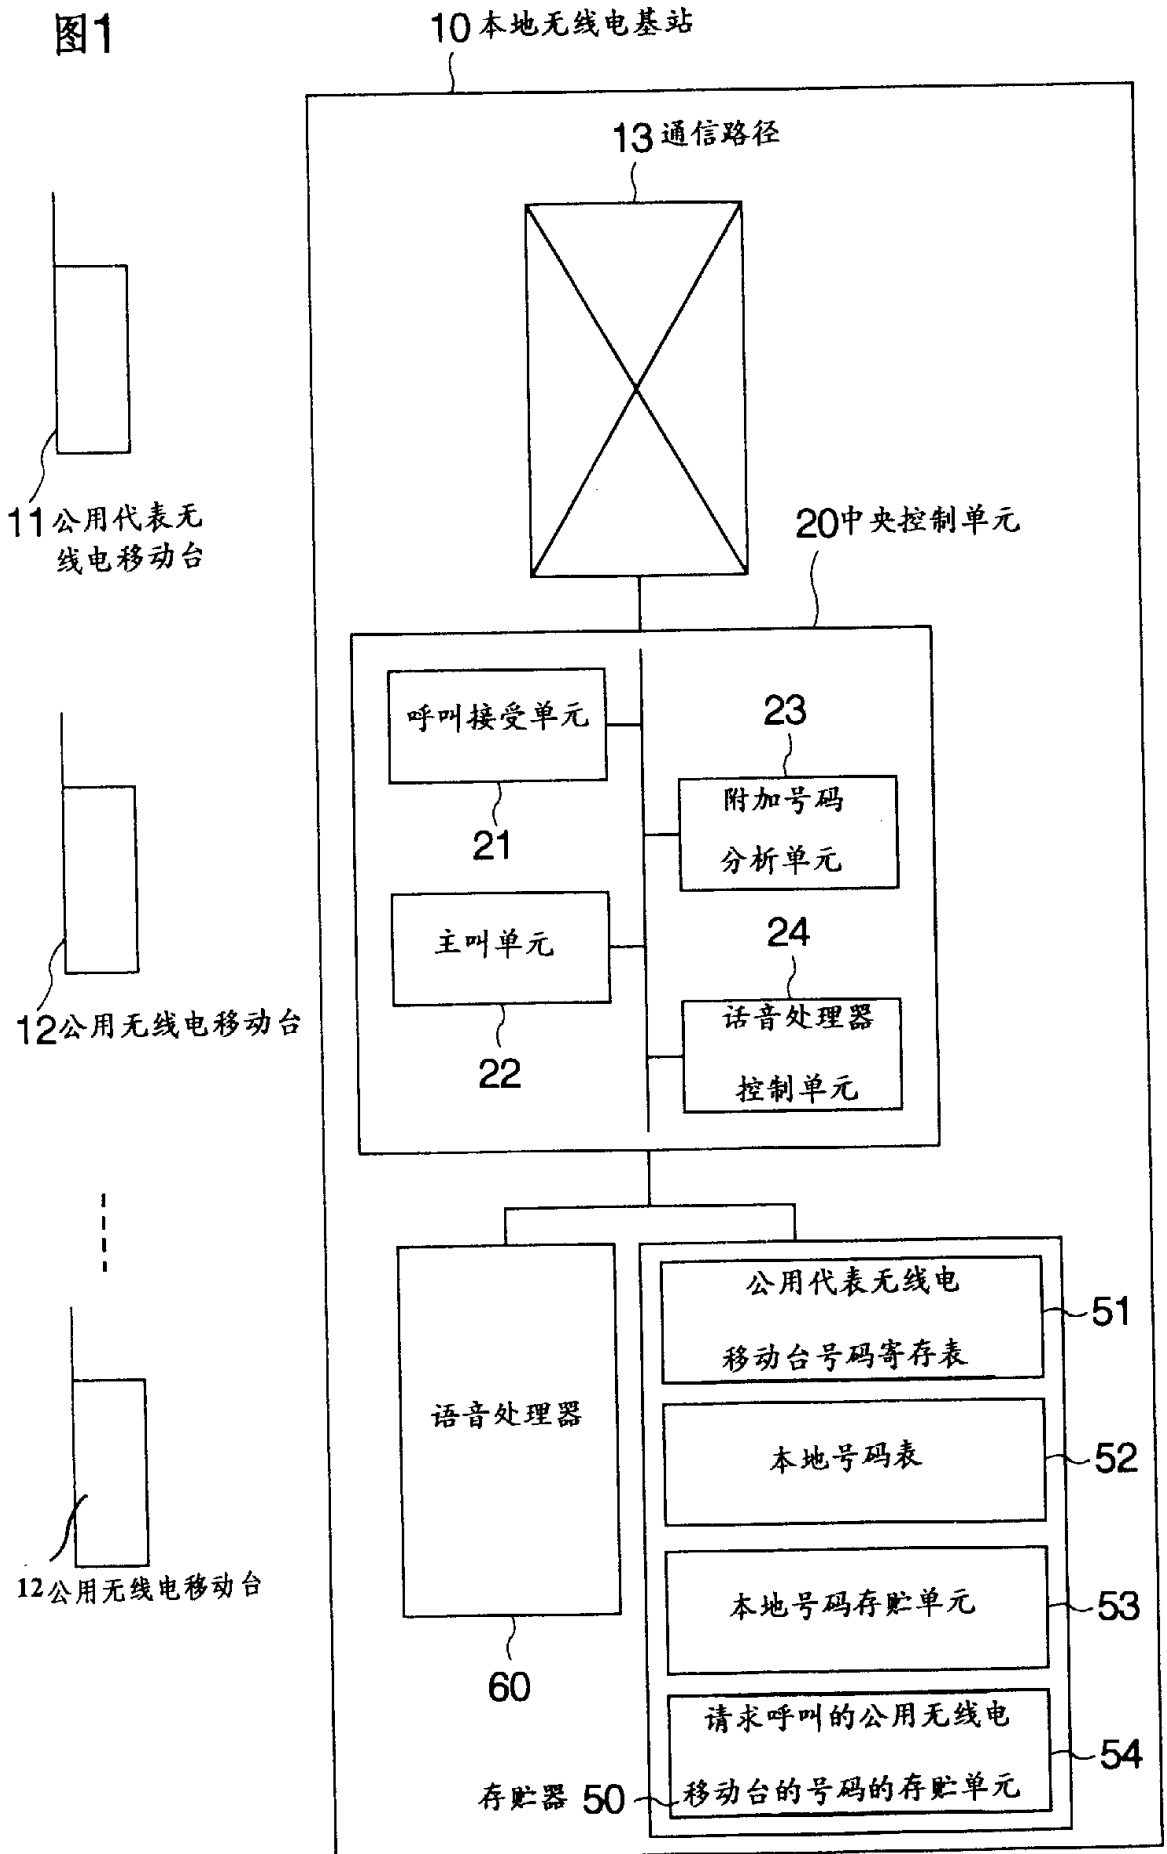 图1
10本地无线电基站
13通信路径
11公用代表无
线电移动台
20中央控制单元
呼叫接受单元
21
23
附加号码
分析单元
主叫单元
22
24
话音处理器
控制单元
12公用无线电移动台
语音处理器
60
公用代表无线电
移动台号码寄存表
51
本地号码表
52
本地号码存贮单元
53
请求呼叫的公用无线电
移动台的号码的存贮单元
54
存贮器 50
12公用无线电移动台